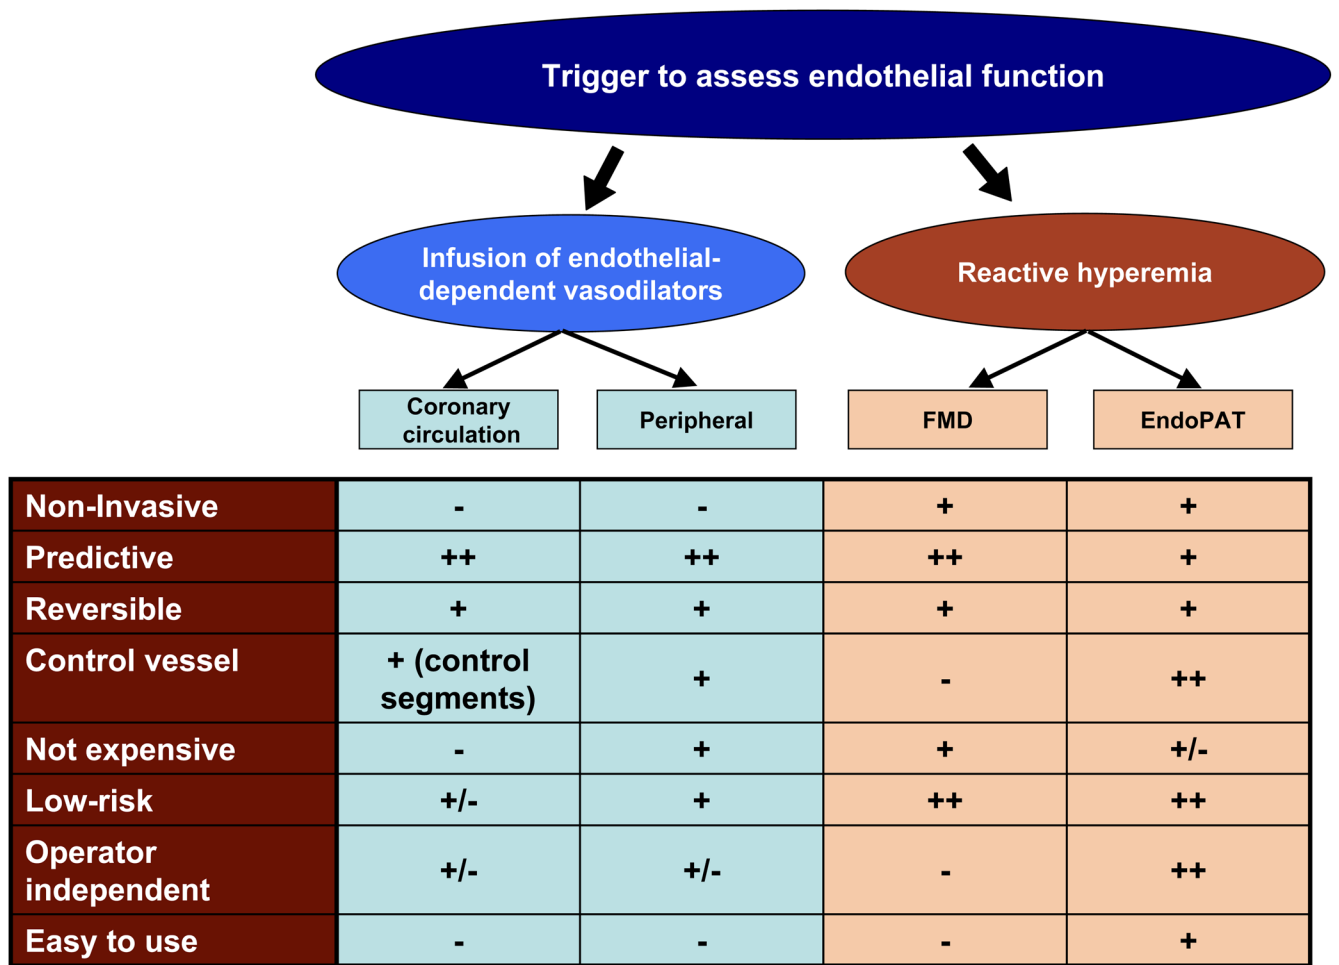 Trigger to assess endothelial function
Infusion of endothelial-
dependent vasodilators
Reactive hyperemia
Coronary
circulation
Peripheral
FMD
EndoPAT
Non-Invasive - - + +
Predictive ++ ++ ++ +
Reversible + + + +
Control vessel + (control
segments) + - ++
Not expensive - + + +/-
Low-risk +/- + ++ ++
Operator
independent +/- +/- - ++
Easy to use - - - +